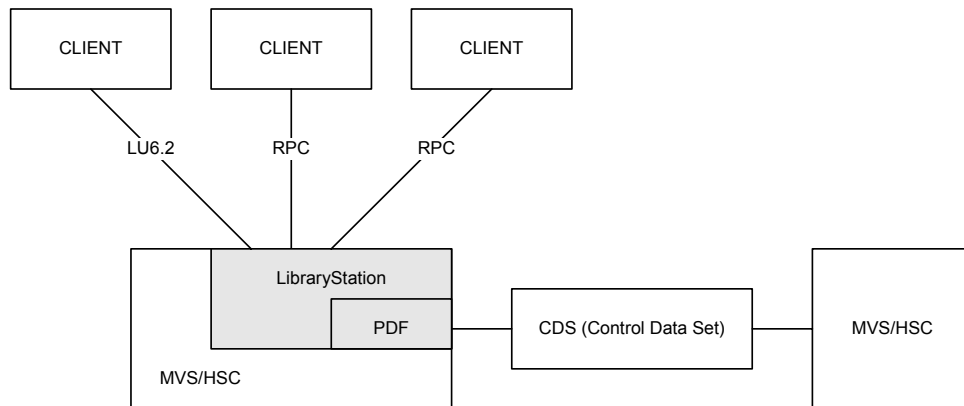 CLIENT
CLIENT
CLIENT
LU6.2
RPC
RPC
LibraryStation
PDF
CDS (Control Data Set)
MVS/HSC
MVS/HSC